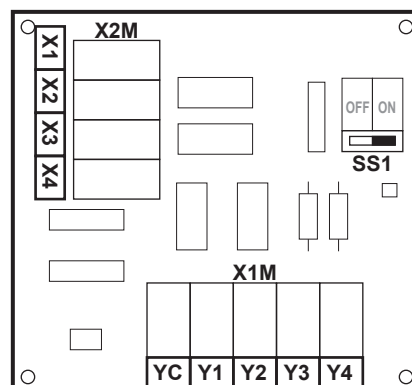 X2M
X1
X2
X3
X4
OFF ON
SS1
X1M
YC Y1 Y2 Y3 Y4